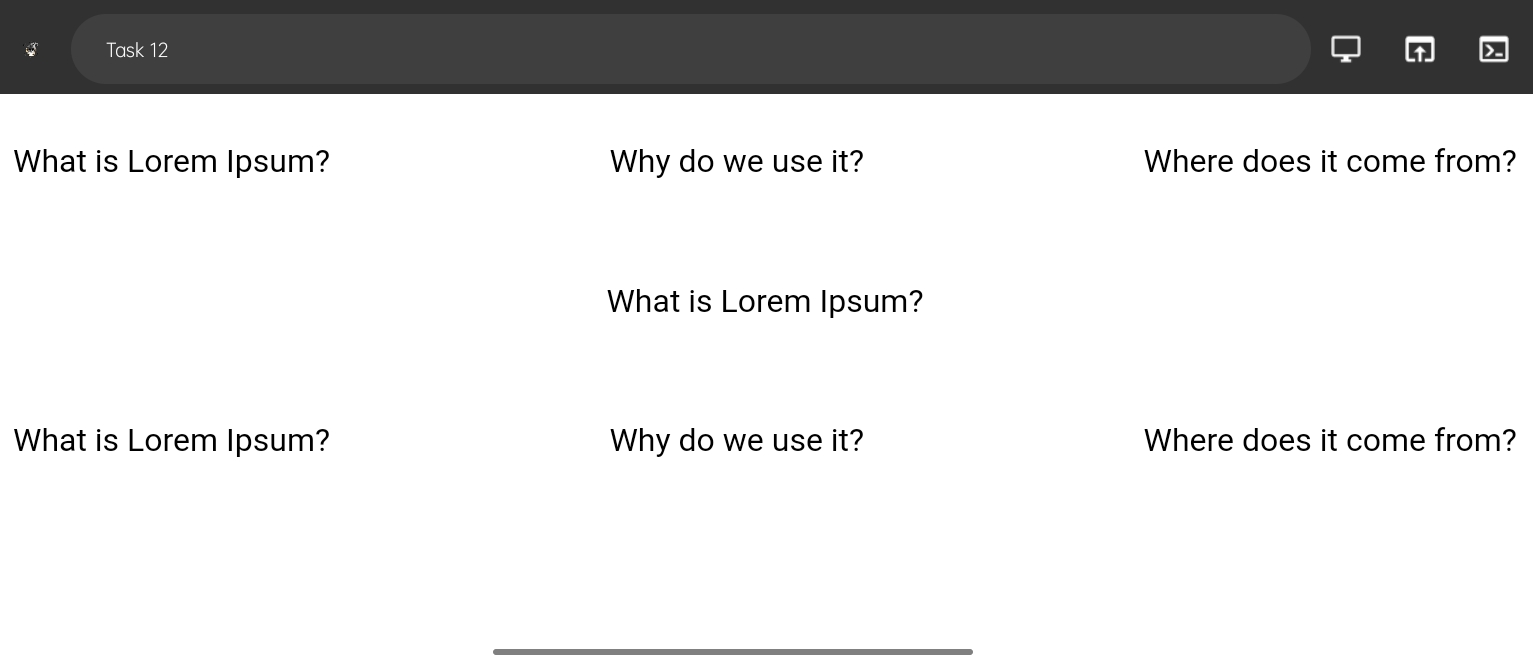 Task 12
What is Lorem Ipsum? Why do we use it? Where does it come from?
What is Lorem Ipsum?
What is Lorem Ipsum? Why do we use it? Where does it come from?